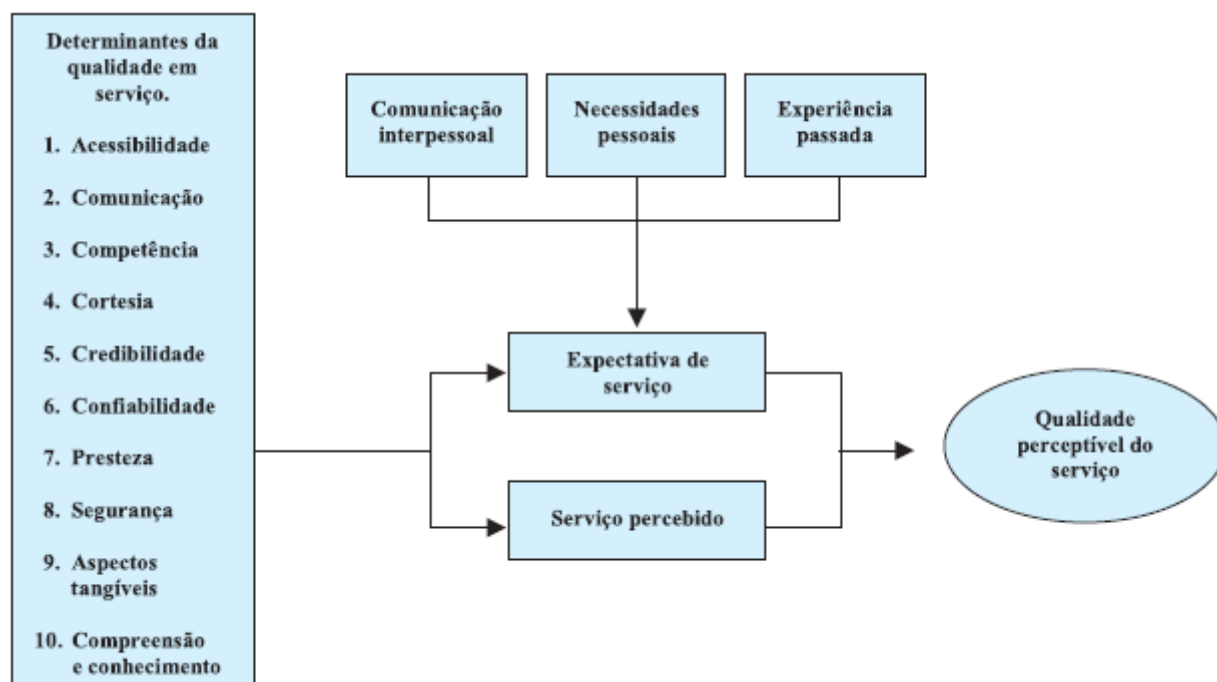 Determinantes da
qualidade em
serviço.
1. Acessibilidade
2. Comunicação
3. Competência
4. Cortesia
5. Credibilidade
6. Confiabilidade
7. Presteza
8. Segurança
9. Aspectos
tangíveis
10. Compreensão
e conhecimento
Comunicação
interpessoal
Necessidades
pessoais
Experiência
passada
Expectativa de
serviço
Serviço percebido
Qualidade
perceptível do
serviço